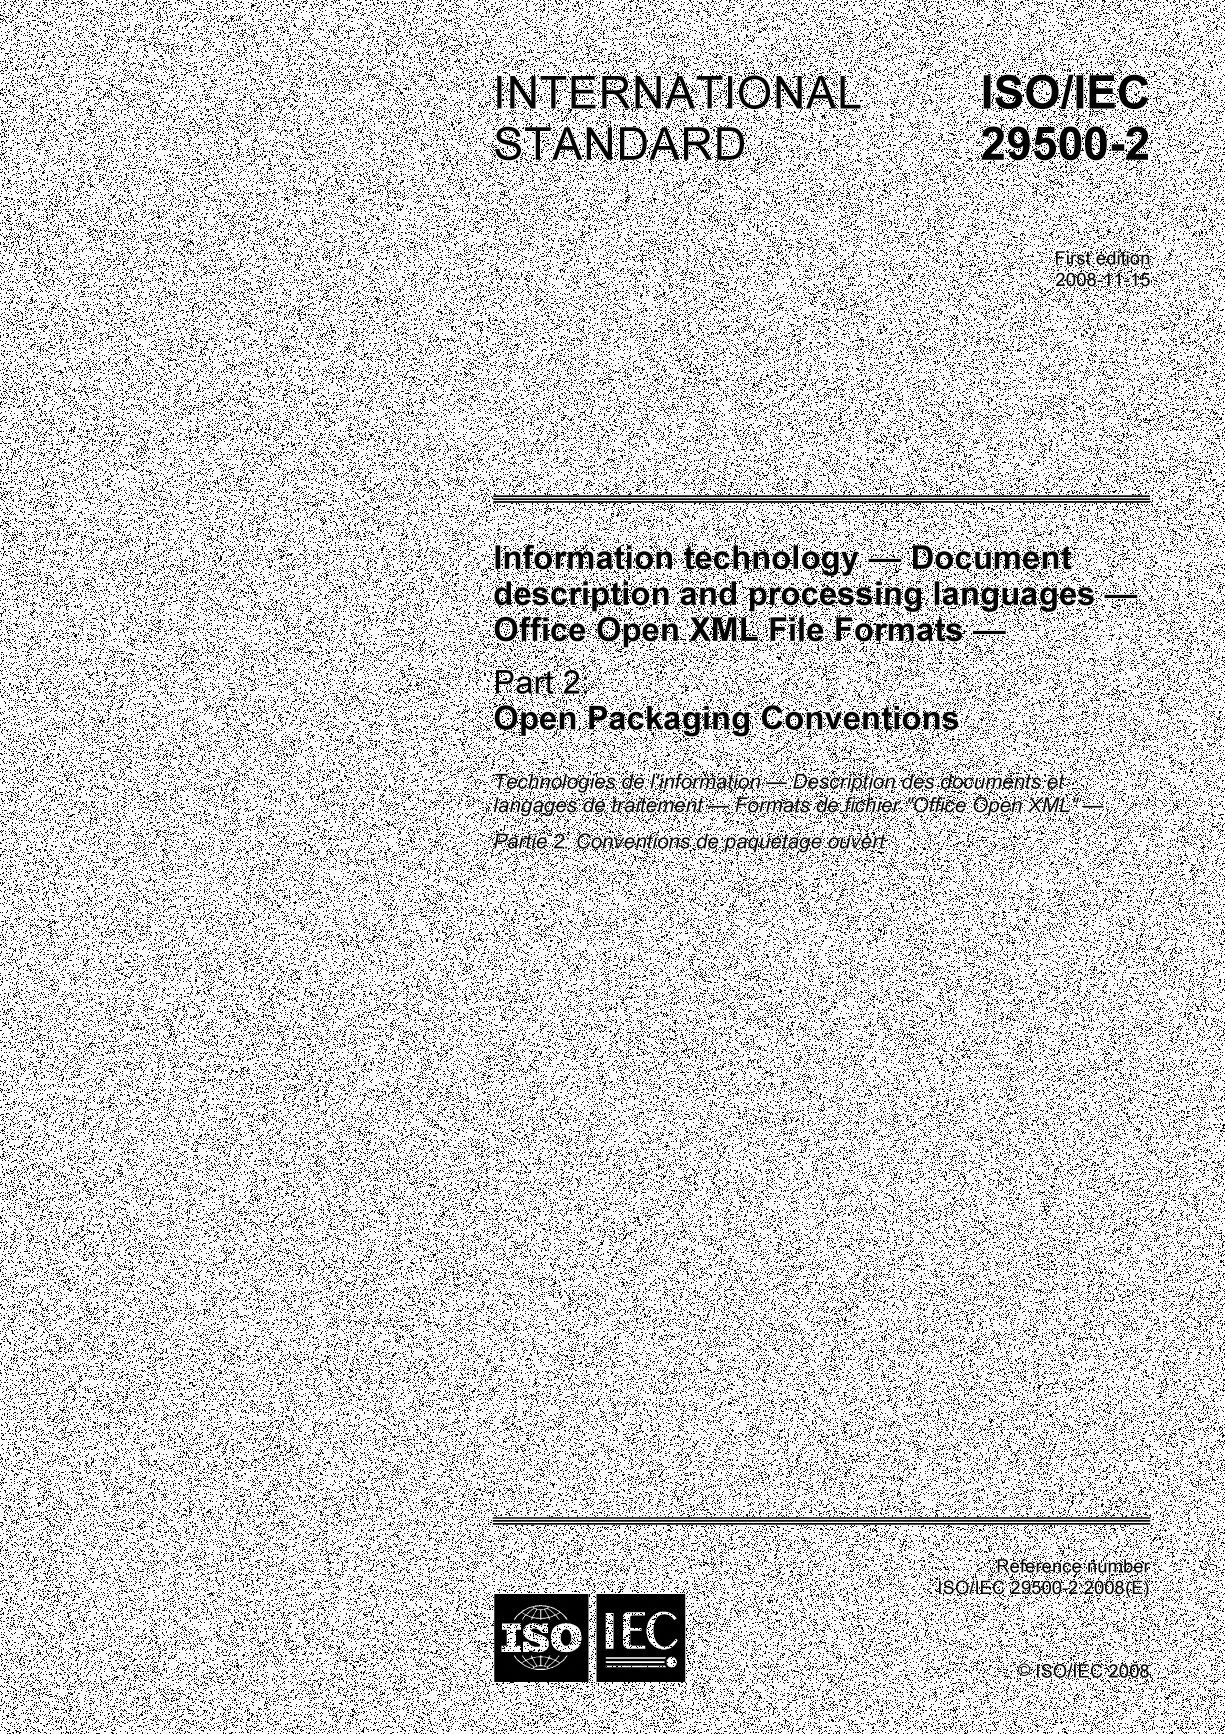 INTERNATIONAL STANDARD
ISO/IEC 29500-2
First edition
2008-11-15
Information technology — Document
description and processing languages —
Office Open XML File Formats —
Part 2:
Open Packaging Conventions
Technologies de l'information — Description des documents et
langages de traitement — Formats de fichier "Office Open XML" —
Partie 2: Conventions de paquetage ouvert
Reference number
ISO/IEC 29500-2:2008(E)
ISO IEC
© ISO/IEC 2008